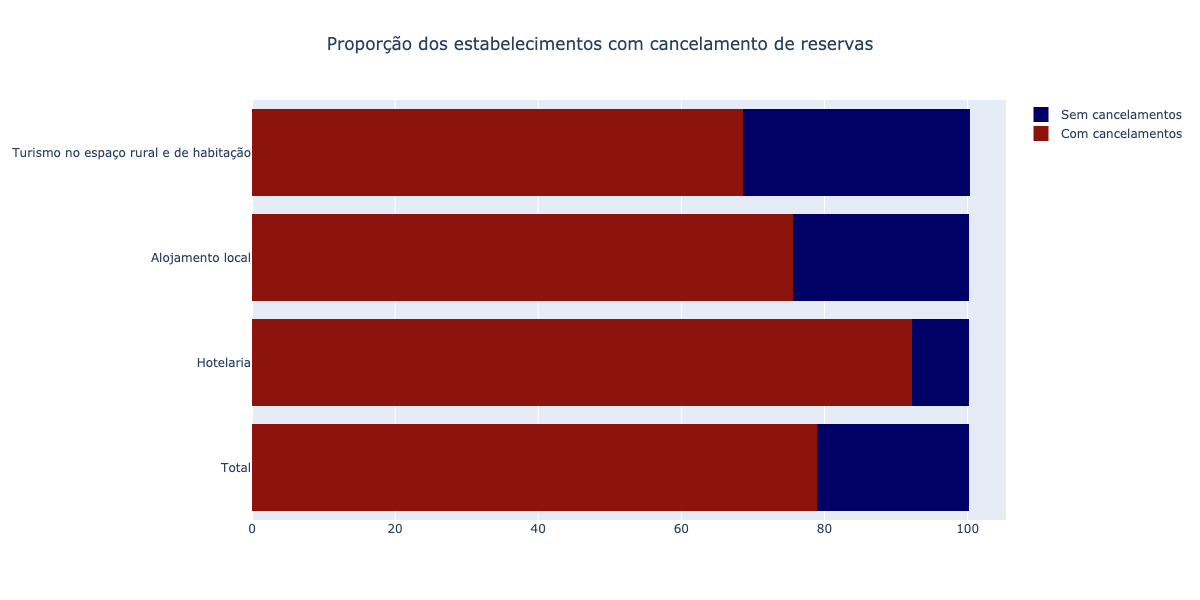 Proporção dos estabelecimentos com cancelamento de reservas
Sem cancelamentos
Com cancelamentos
Turismo no espaço rural e de habitação
Alojamento local
Hotelaria
Total
0 20 40 60 80 100